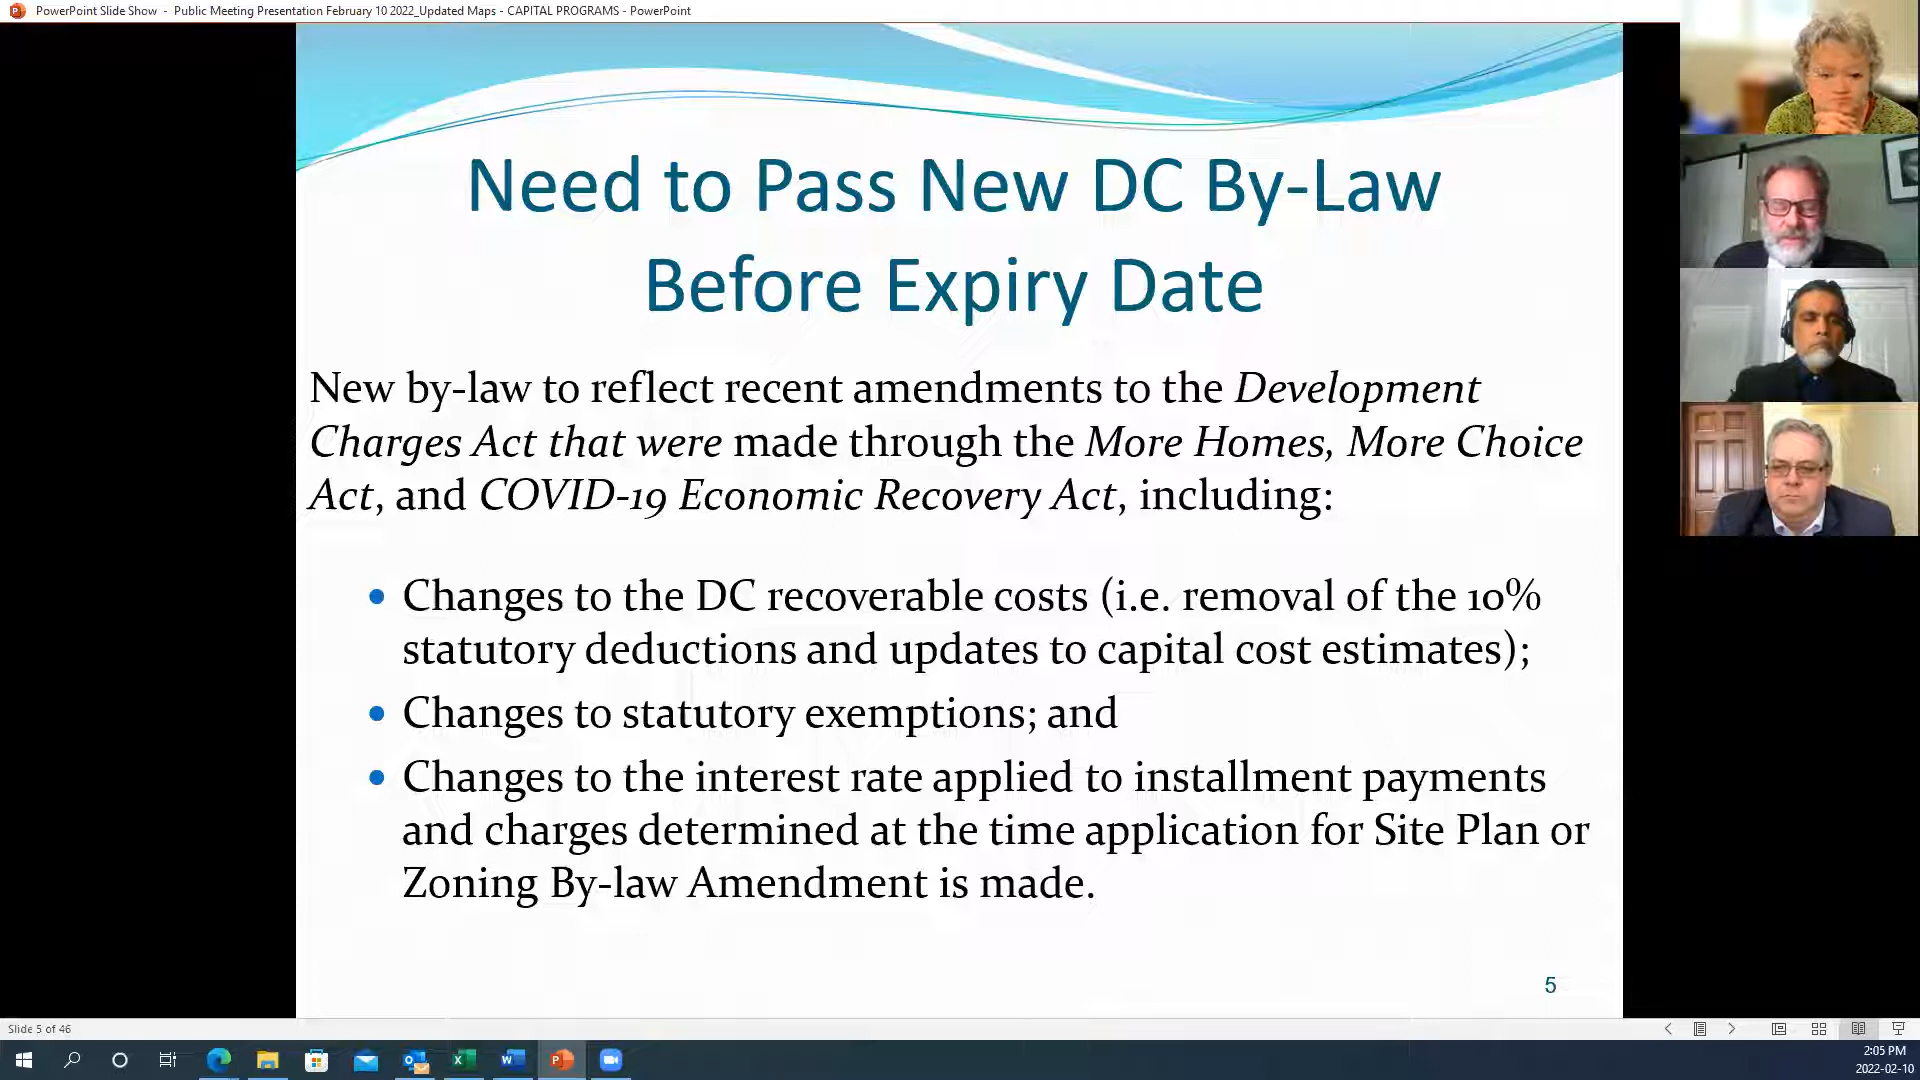 PowerPoint Slide Show - Public Meeting Presentation February 10 2022_Updated Maps - CAPITAL PROGRAMS - PowerPoint
Need to Pass New DC By-Law
Before Expiry Date
New by-law to reflect recent amendments to the Development
Charges Act that were made through the More Homes, More Choice
Act, and COVID-19 Economic Recovery Act, including:
• Changes to the DC recoverable costs (i.e. removal of the 10%
statutory deductions and updates to capital cost estimates);
• Changes to statutory exemptions; and
• Changes to the interest rate applied to installment payments
and charges determined at the time application for Site Plan or
Zoning By-law Amendment is made.
5
Slide 5 of 46
2:05 PM
2022-02-10